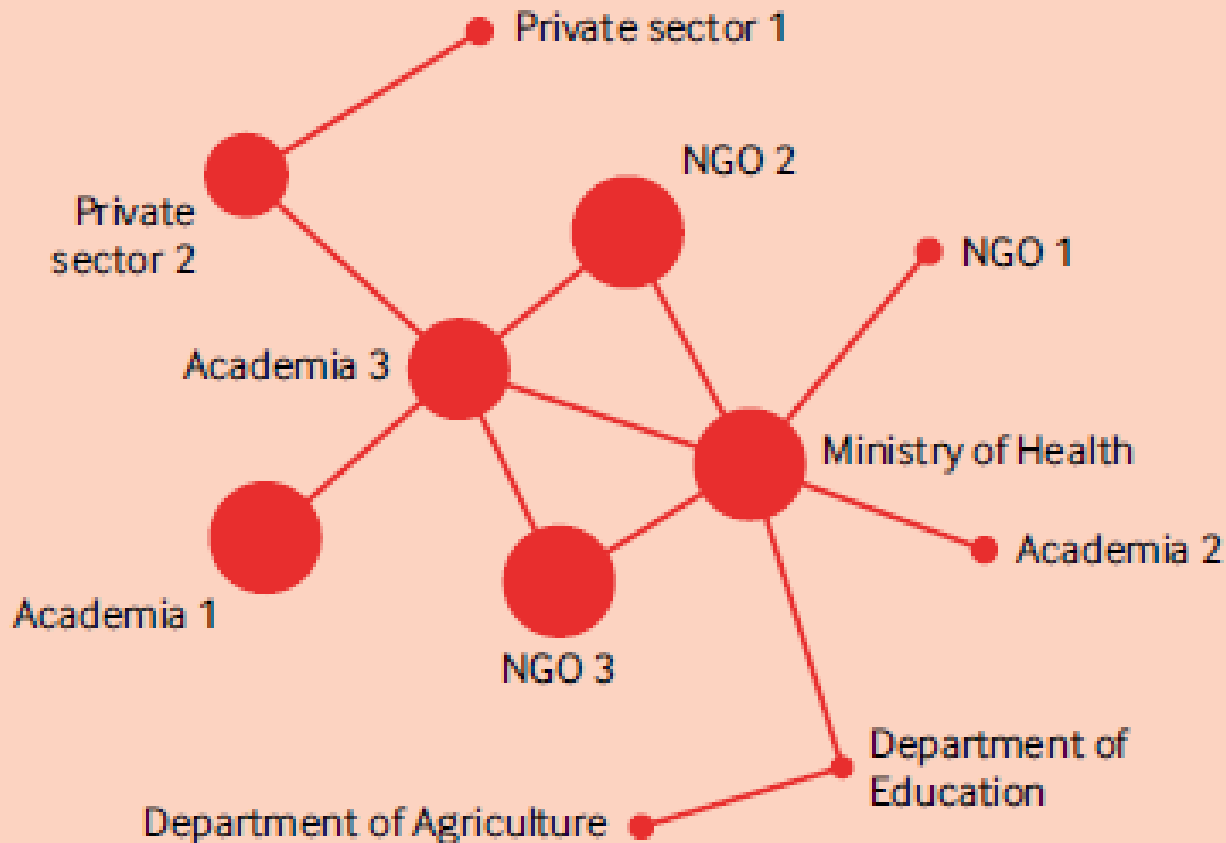 Private sector 1
NGO 2
Private
sector 2
NGO 1
Academia 3
Ministry of Health
Academia 2
Academia 1
NGO 3
Department of
Education
Department of Agriculture